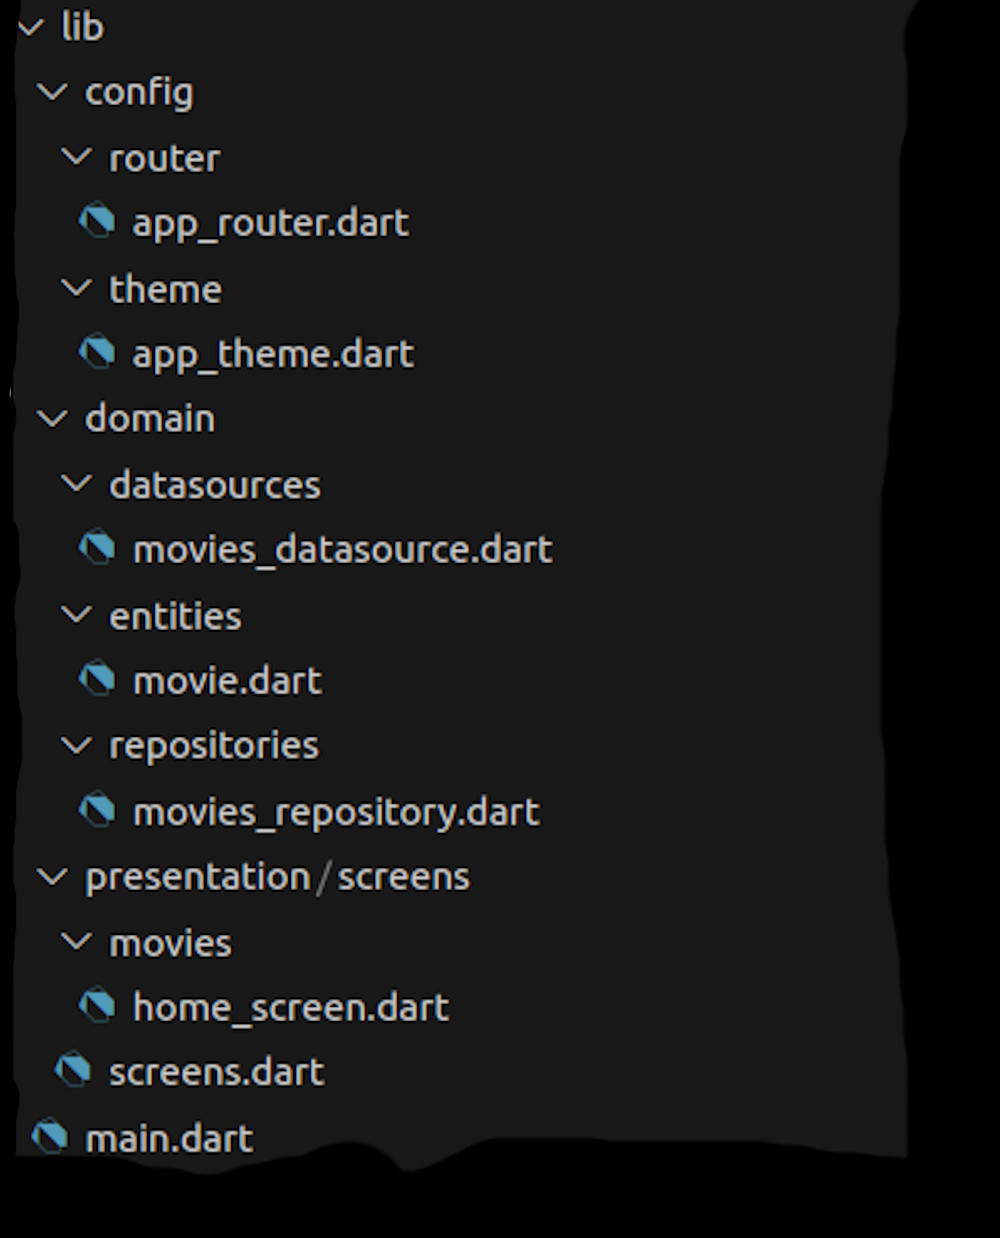 lib
config
router
app_router.dart
theme
app_theme.dart
domain
datasources
movies_datasource.dart
entities
movie.dart
repositories
movies_repository.dart
presentation / screens
movies
home_screen.dart
screens.dart
main.dart